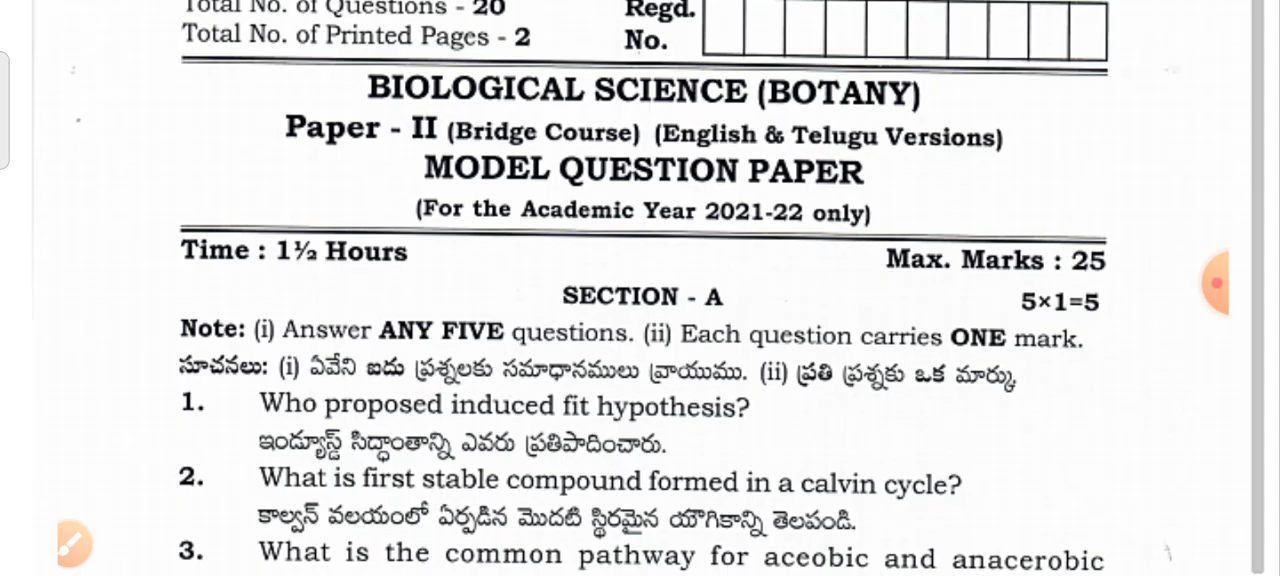 Total No. of Questions - 20 Regd.
Total No. of Printed Pages - 2 No.
BIOLOGICAL SCIENCE (BOTANY)
Paper - II (Bridge Course) (English & Telugu Versions)
MODEL QUESTION PAPER
(For the Academic Year 2021-22 only)
Time : 1½ Hours Max. Marks : 25
SECTION - A 5×1=5
Note: (i) Answer ANY FIVE questions. (ii) Each question carries ONE mark.
సూచనలు: (i) ఏవేని ఐదు ప్రశ్నలకు సమాధానములు వ్రాయుము. (ii) ప్రతి ప్రశ్నకు ఒక మార్కు
1. Who proposed induced fit hypothesis?
ఇండ్యూస్డ్ సిద్ధాంతాన్ని ఎవరు ప్రతిపాదించారు.
2. What is first stable compound formed in a calvin cycle?
కాల్వన్ వలయంలో ఏర్పడిన మొదటి స్థిరమైన యౌగికాన్ని తెలపండి.
3. What is the common pathway for aceobic and anacerobic